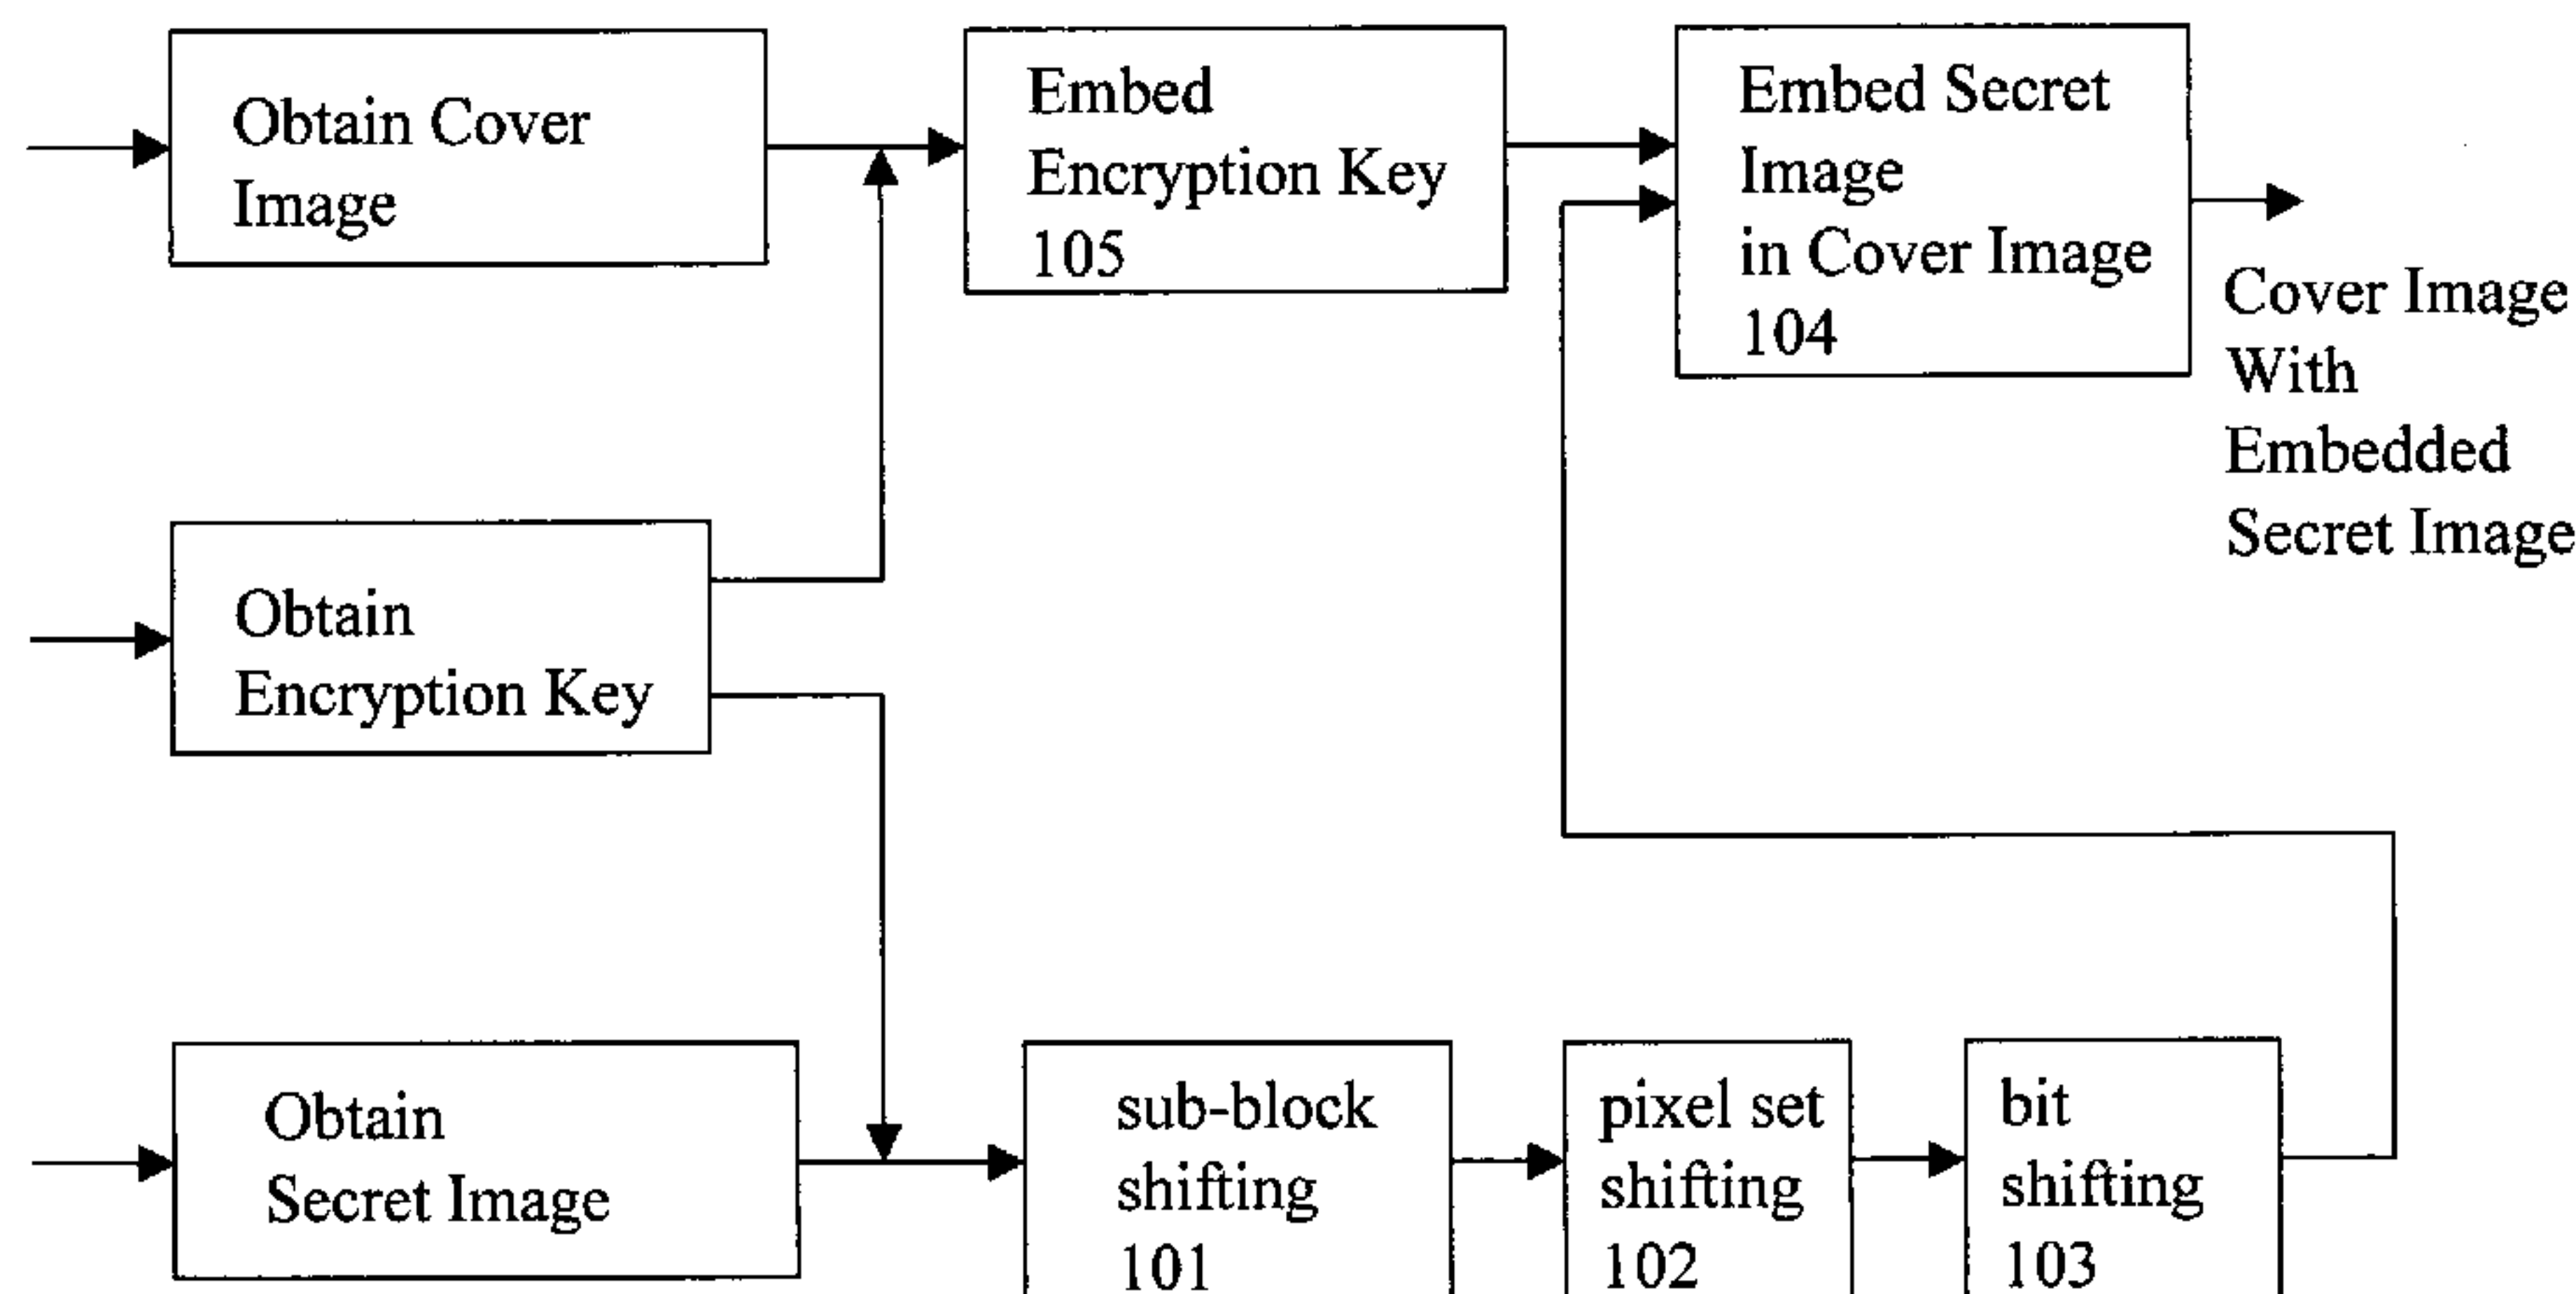 Obtain Cover
Image
Embed
Encryption Key
105
Embed Secret
Image
in Cover Image
104
Cover Image
With
Embedded
Secret Image
Obtain
Encryption Key
Obtain
Secret Image
sub-block
shifting
101
pixel set
shifting
102
bit
shifting
103